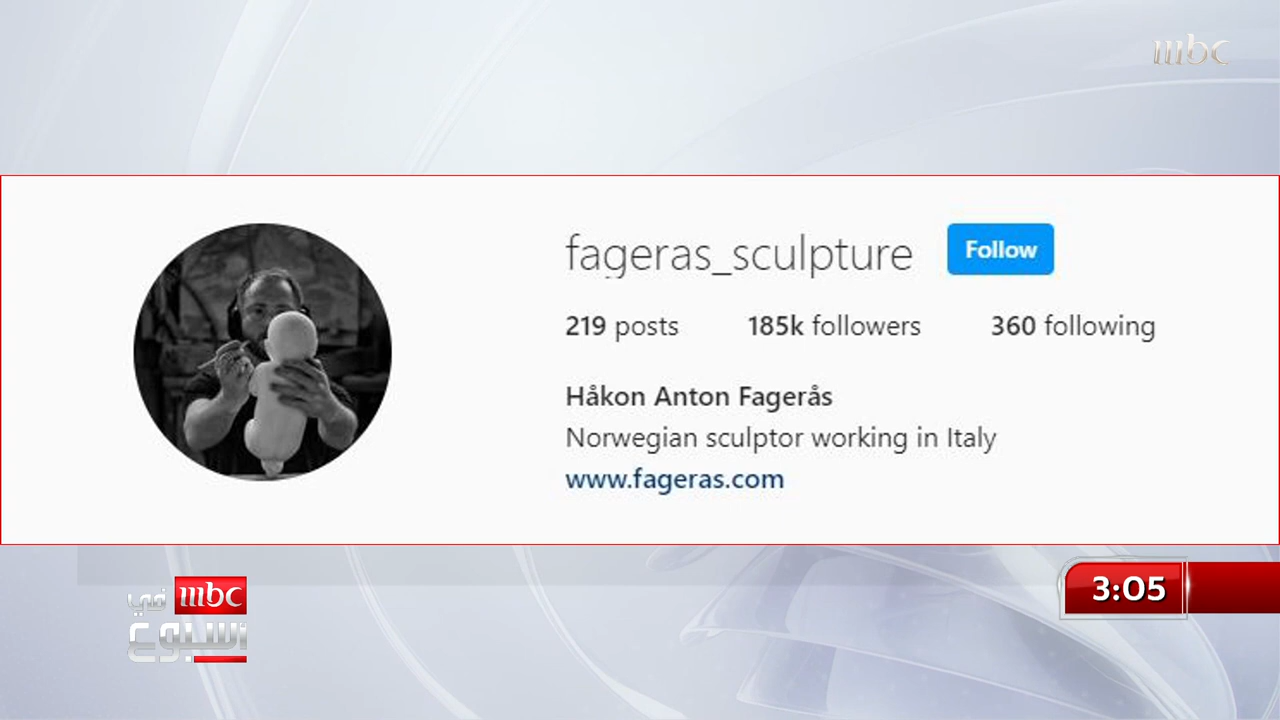 mbc
fageras_sculpture Follow
219 posts 185k followers 360 following
Håkon Anton Fagerås
Norwegian sculptor working in Italy
www.fageras.com
3:05
mbc في
أسبوع